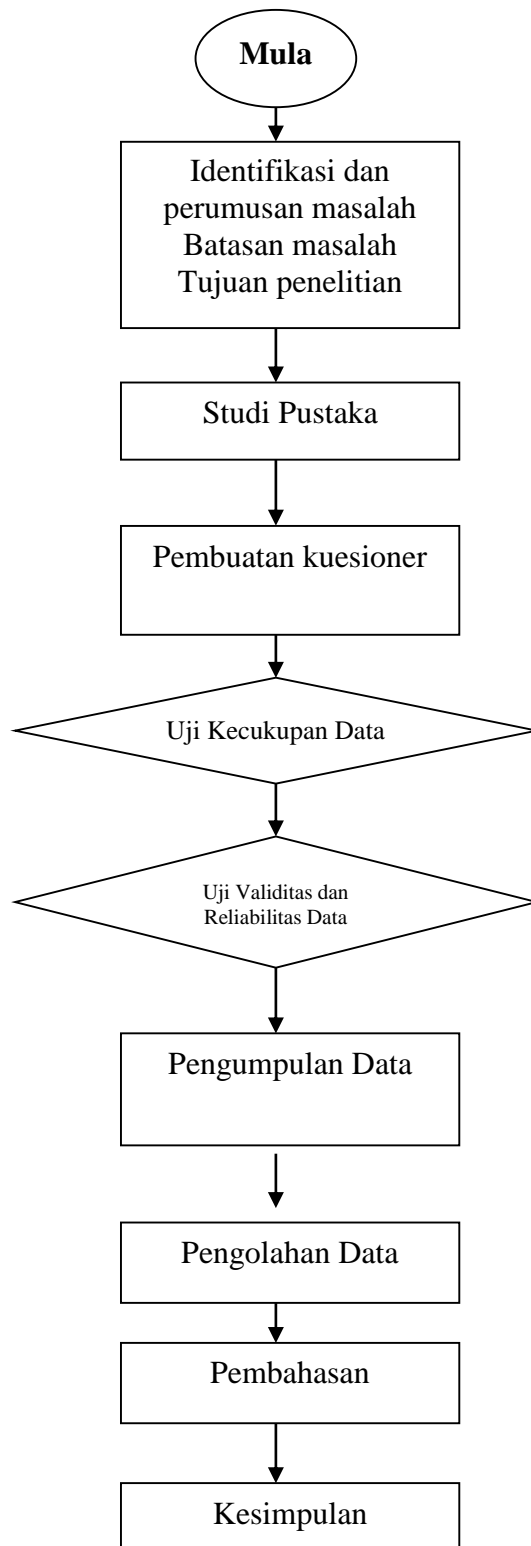 Mula
Identifikasi dan
perumusan masalah
Batasan masalah
Tujuan penelitian
Studi Pustaka
Pembuatan kuesioner
Uji Kecukupan Data
Uji Validitas dan
Reliabilitas Data
Pengumpulan Data
Pengolahan Data
Pembahasan
Kesimpulan